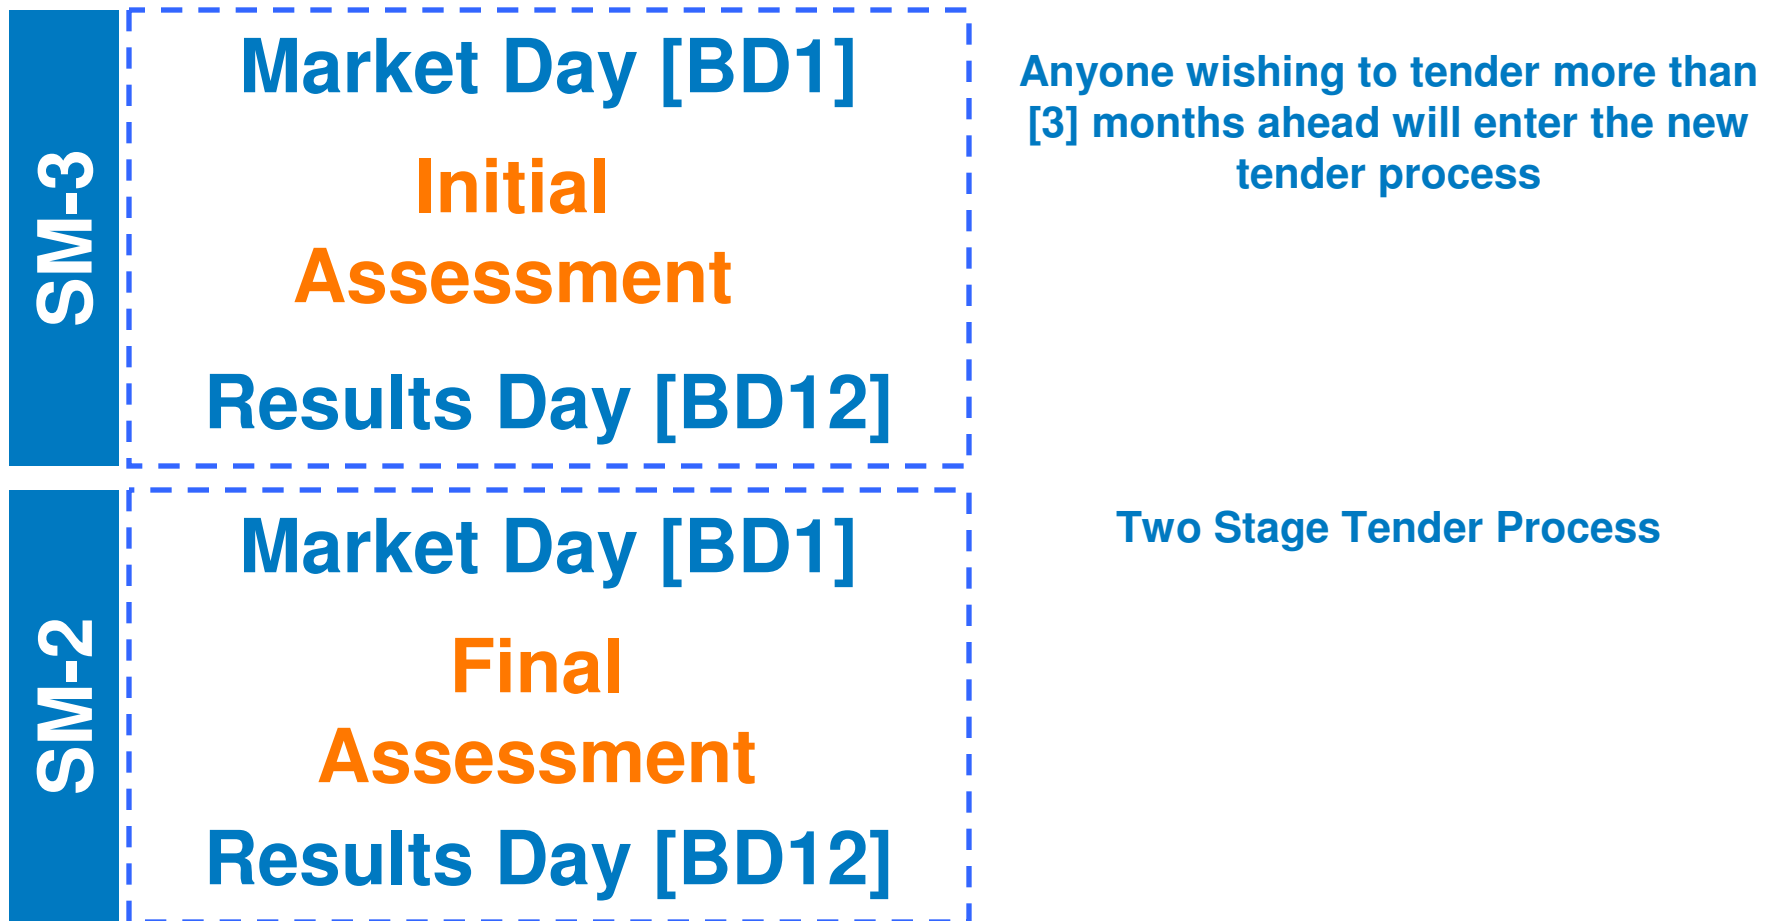 SM-3
Market Day [BD1]
Initial
Assessment
Results Day [BD12]
Anyone wishing to tender more than
[3] months ahead will enter the new
tender process
SM-2
Market Day [BD1]
Final
Assessment
Results Day [BD12]
Two Stage Tender Process